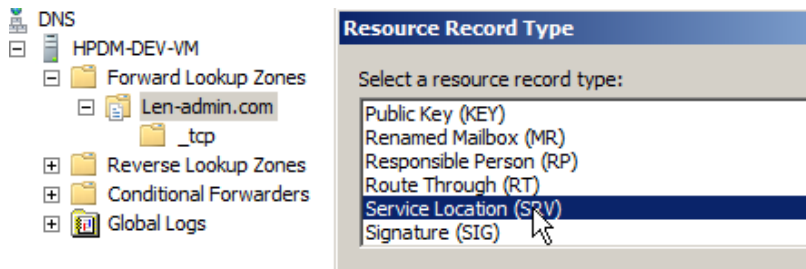 DNS
HPDM-DEV-VM
Forward Lookup Zones
Len-admin.com
_tcp
Reverse Lookup Zones
Conditional Forwarders
Global Logs
Resource Record Type
Select a resource record type:
Public Key (KEY)
Renamed Mailbox (MR)
Responsible Person (RP)
Route Through (RT)
Service Location (SRV)
Signature (SIG)